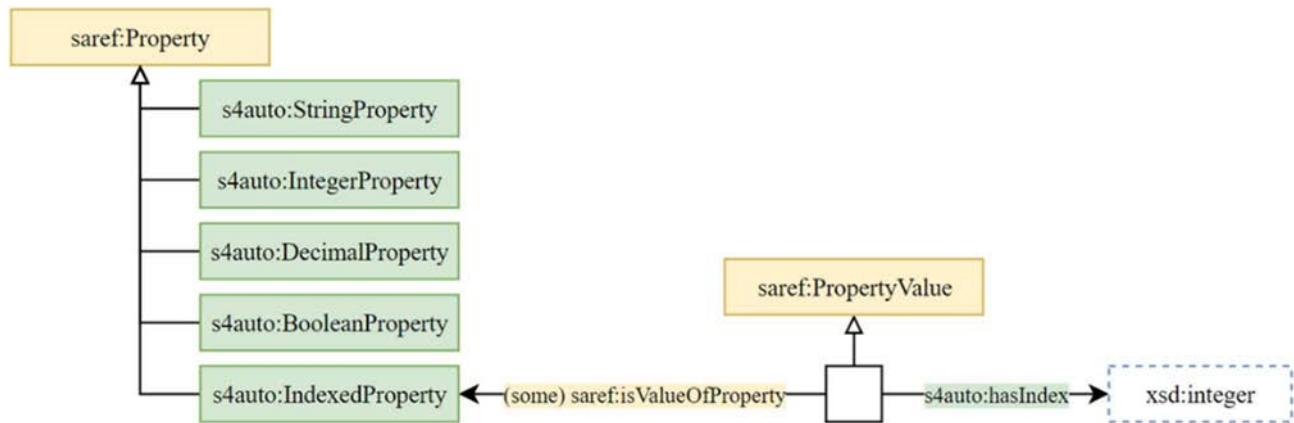 saref:Property
s4auto:StringProperty
s4auto:IntegerProperty
s4auto:DecimalProperty
saref:PropertyValue
s4auto:BooleanProperty
s4auto:IndexedProperty
(some) saref:isValueOfProperty
s4auto:hasIndex
xsd:integer